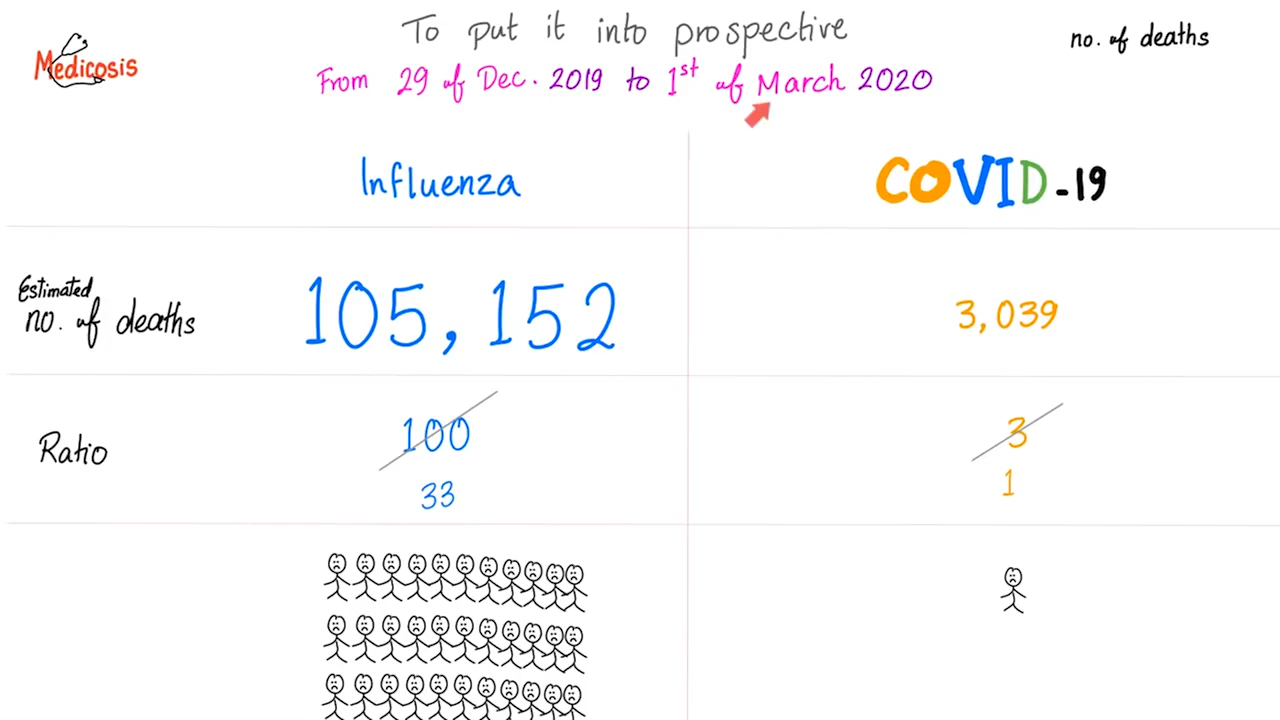 To put it into prospective
no. of deaths
Medicosis
From 29 of Dec. 2019 to 1st of March 2020
Influenza
COVID-19
Estimated
no. of deaths
105,152
3,039
Ratio
100
3
33
1